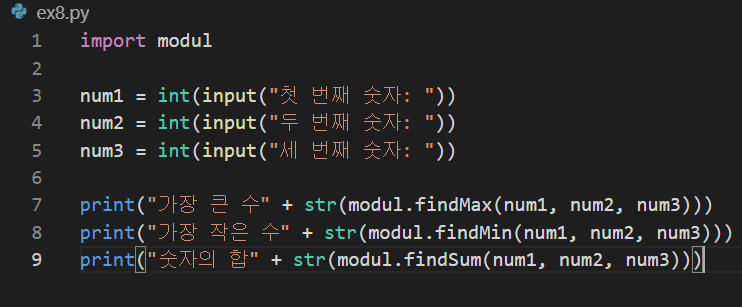 ex8.py
1 import modul
2
3 num1 = int(input("첫 번째 숫자: "))
4 num2 = int(input("두 번째 숫자: "))
5 num3 = int(input("세 번째 숫자: "))
6
7 print("가장 큰 수" + str(modul.findMax(num1, num2, num3)))
8 print("가장 작은 수" + str(modul.findMin(num1, num2, num3)))
9 print("숫자의 합" + str(modul.findSum(num1, num2, num3)))